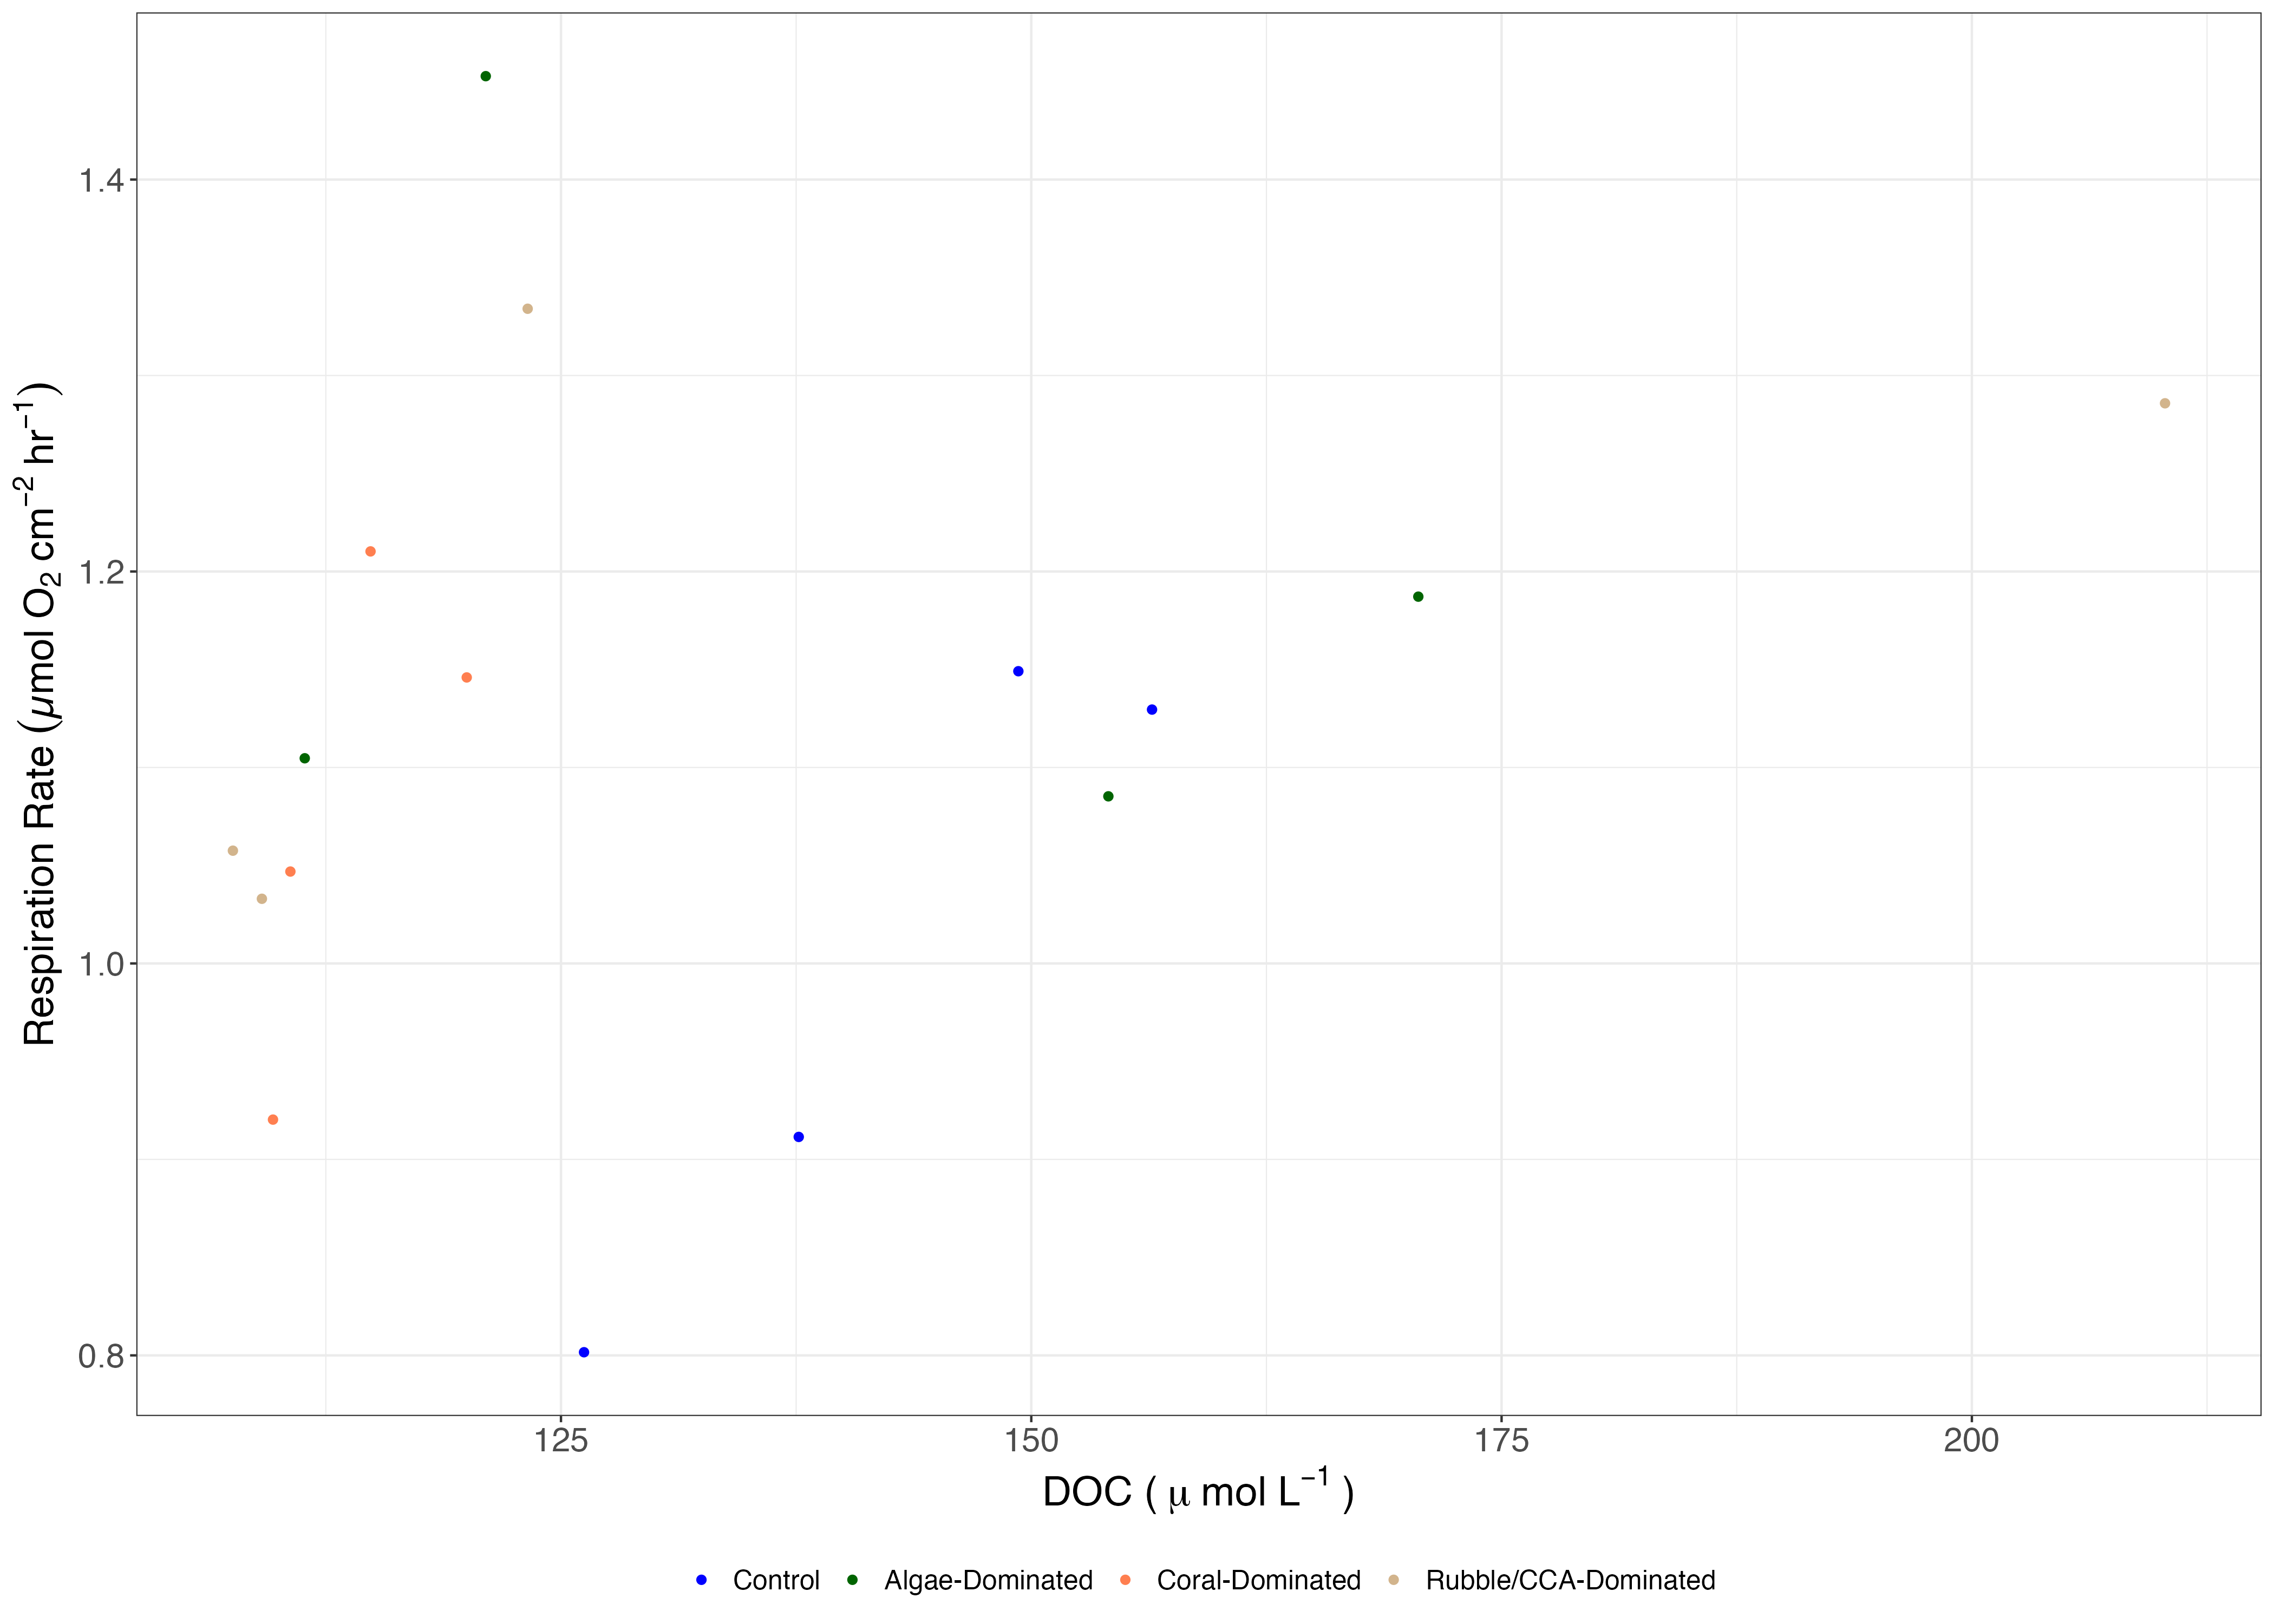 1.4
1.2
1.0
0.8
Respiration Rate (μmol O₂ cm⁻² hr⁻¹)
125 150 175 200
DOC ( μ mol L⁻¹ )
Control Algae-Dominated Coral-Dominated Rubble/CCA-Dominated